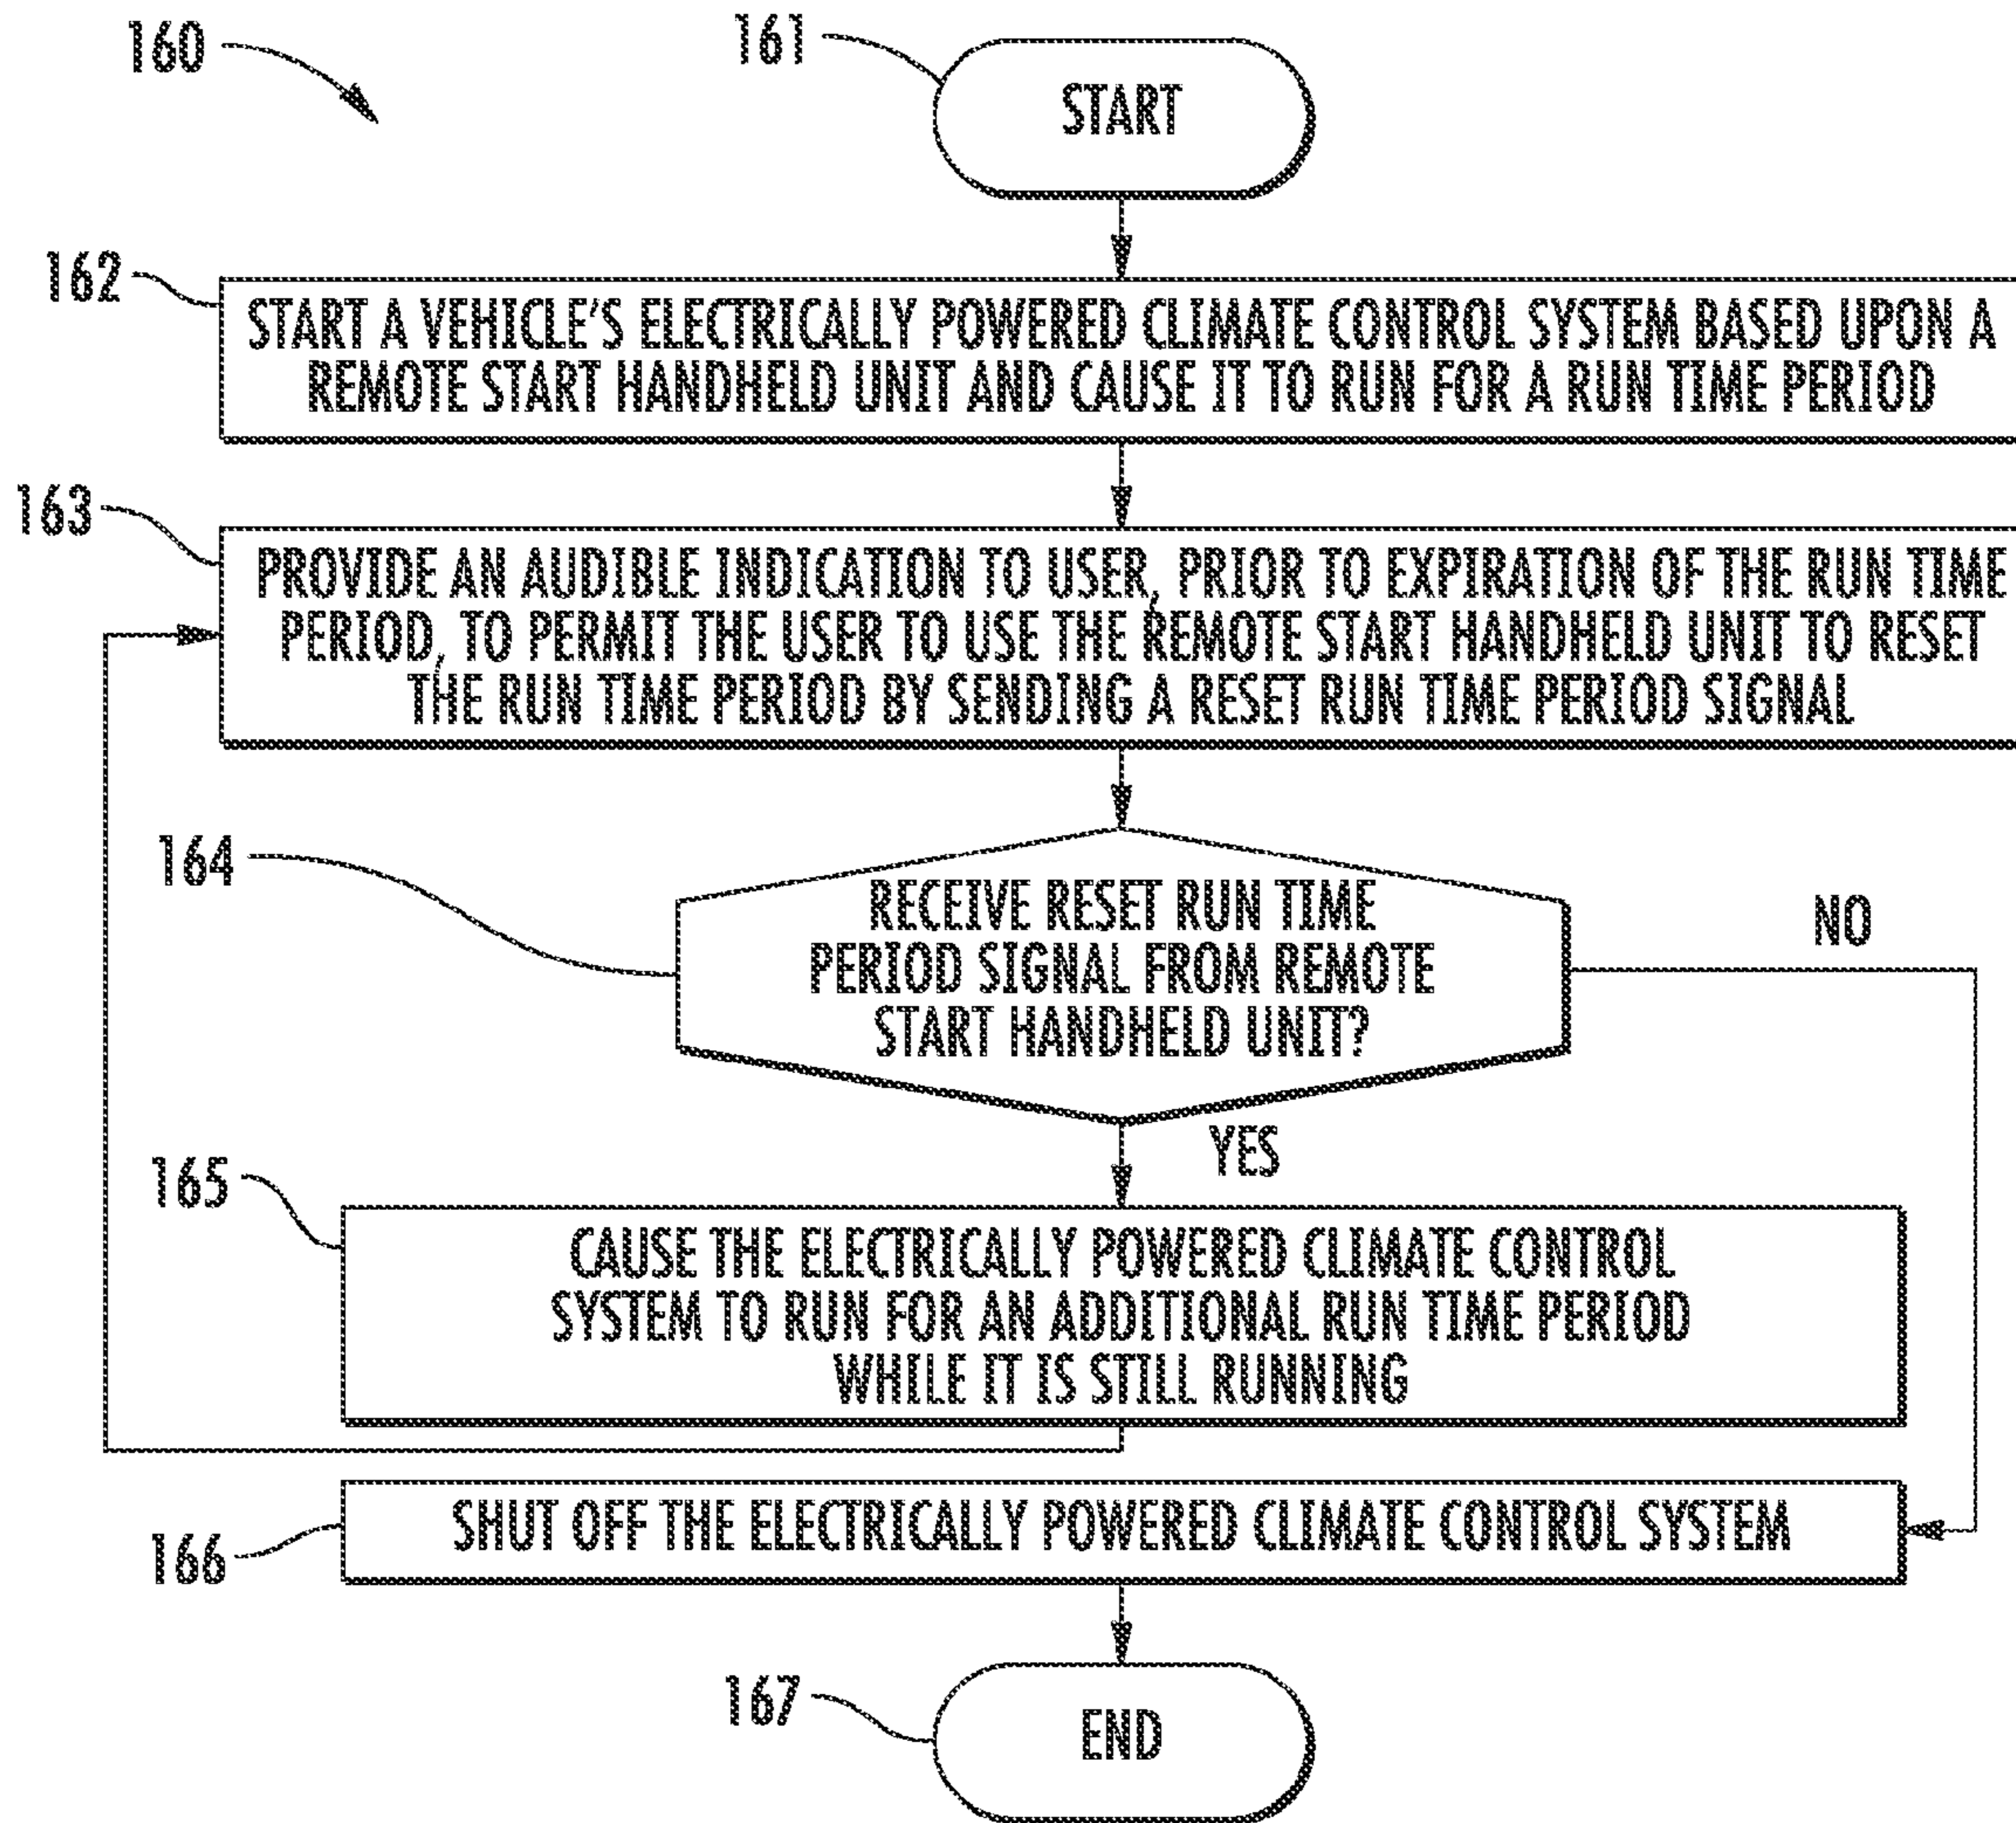 160
161
START
162
START A VEHICLE'S ELECTRICALLY POWERED CLIMATE CONTROL SYSTEM BASED UPON A
REMOTE START HANDHELD UNIT AND CAUSE IT TO RUN FOR A RUN TIME PERIOD
163
PROVIDE AN AUDIBLE INDICATION TO USER, PRIOR TO EXPIRATION OF THE RUN TIME
PERIOD, TO PERMIT THE USER TO USE THE REMOTE START HANDHELD UNIT TO RESET
THE RUN TIME PERIOD BY SENDING A RESET RUN TIME PERIOD SIGNAL
164
RECEIVE RESET RUN TIME
PERIOD SIGNAL FROM REMOTE
START HANDHELD UNIT?
NO
YES
165
CAUSE THE ELECTRICALLY POWERED CLIMATE CONTROL
SYSTEM TO RUN FOR AN ADDITIONAL RUN TIME PERIOD
WHILE IT IS STILL RUNNING
166
SHUT OFF THE ELECTRICALLY POWERED CLIMATE CONTROL SYSTEM
167
END